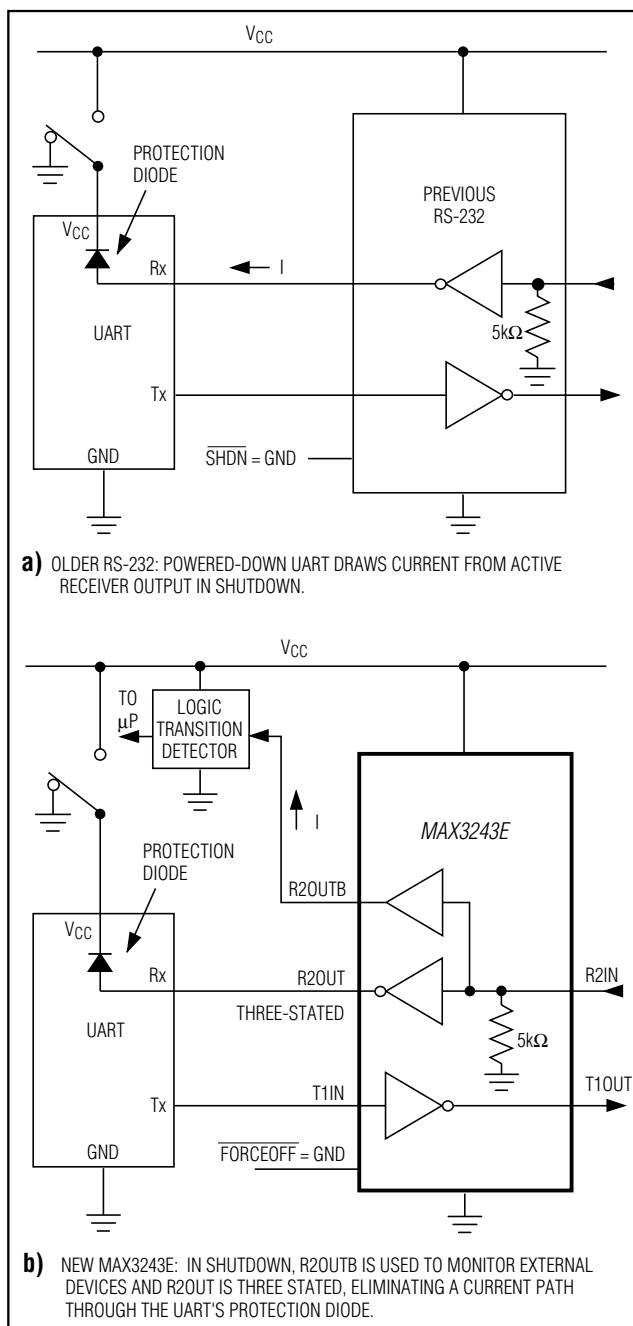 VCC
PROTECTION
DIODE
PREVIOUS
RS-232
VCC
Rx
I
UART
5kΩ
Tx
GND
SHDN = GND
a) OLDER RS-232: POWERED-DOWN UART DRAWS CURRENT FROM ACTIVE
RECEIVER OUTPUT IN SHUTDOWN.
VCC
TO
μP
LOGIC
TRANSITION
DETECTOR
I
MAX3243E
PROTECTION
DIODE
R2OUTB
VCC
Rx
R2OUT
R2IN
THREE-STATED
UART
5kΩ
Tx
T1IN
T1OUT
GND
FORCEOFF = GND
b) NEW MAX3243E: IN SHUTDOWN, R2OUTB IS USED TO MONITOR EXTERNAL
DEVICES AND R2OUT IS THREE STATED, ELIMINATING A CURRENT PATH
THROUGH THE UART'S PROTECTION DIODE.